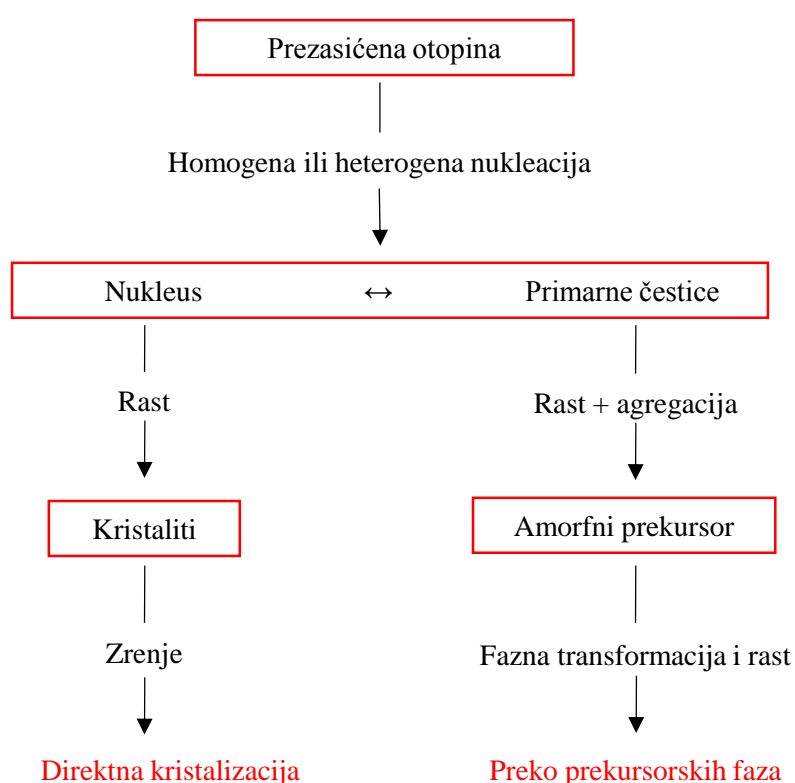 Prezasićena otopina
Homogena ili heterogena nukleacija
Nukleus ↔ Primarne čestice
Rast Rast + agregacija
Kristaliti Amorfni prekursor
Zrenje Fazna transformacija i rast
Direktna kristalizacija Preko prekursorskih faza